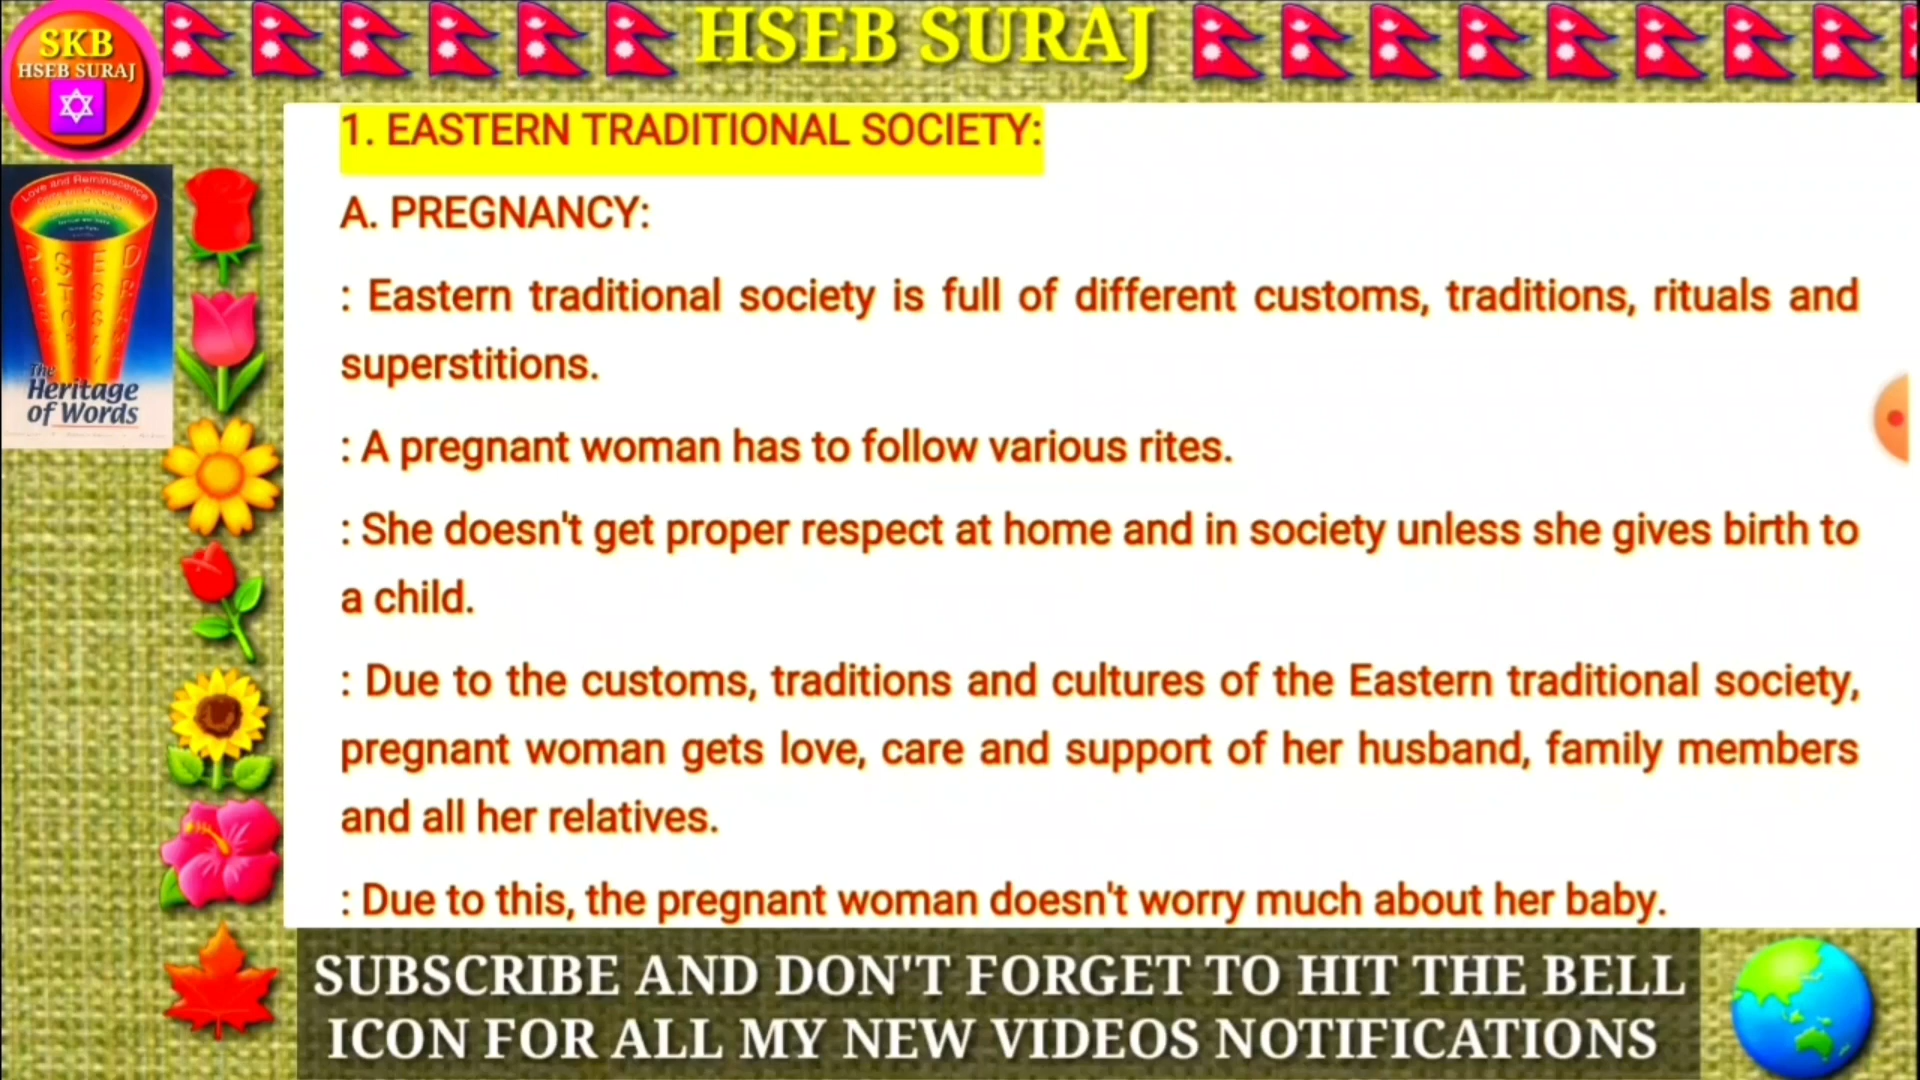 SKB
HSEB SURAJ
HSEB SURAJ
Love and Reminiscence
The
Heritage
of Words
1. EASTERN TRADITIONAL SOCIETY:
A. PREGNANCY:
: Eastern traditional society is full of different customs, traditions, rituals and
superstitions.
: A pregnant woman has to follow various rites.
: She doesn't get proper respect at home and in society unless she gives birth to
a child.
: Due to the customs, traditions and cultures of the Eastern traditional society,
pregnant woman gets love, care and support of her husband, family members
and all her relatives.
: Due to this, the pregnant woman doesn't worry much about her baby.
SUBSCRIBE AND DON'T FORGET TO HIT THE BELL
ICON FOR ALL MY NEW VIDEOS NOTIFICATIONS